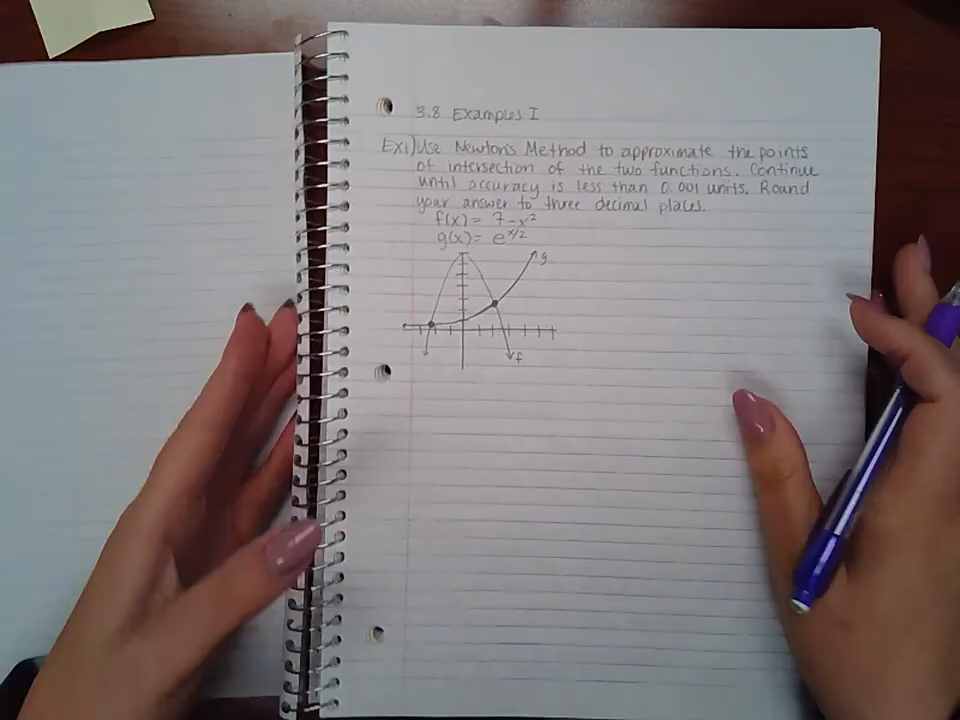 3.8 Examples I
Ex1) Use Newton's Method to approximate the points
of intersection of the two functions. Continue
until accuracy is less than 0.001 units. Round
your answer to three decimal places.
f(x) = 7-x²
g(x) = e^(x/2)
g
f